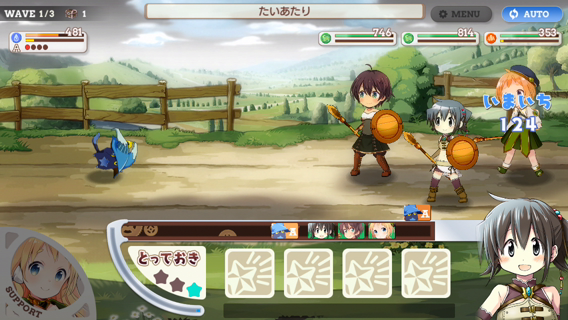 WAVE 1/3
1
たいあたり
MENU
AUTO
481
A
746
814
353
いまいち
124
A
A
とっておき
SUPPORT